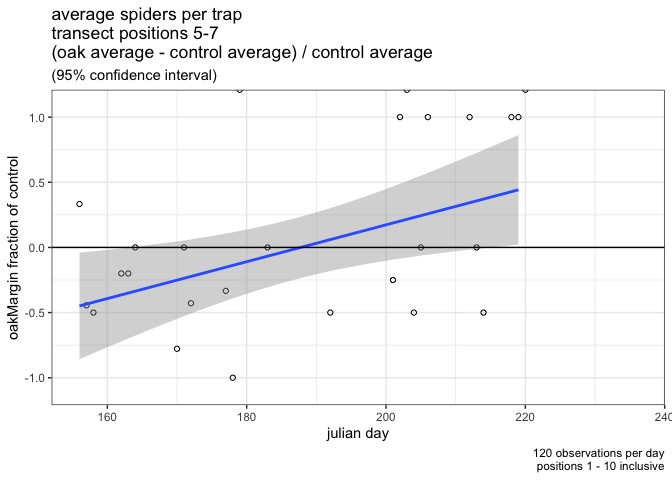 average spiders per trap
transect positions 5-7
(oak average - control average) / control average
(95% confidence interval)
oakMargin fraction of control
1.0
0.5
0.0
-0.5
-1.0
160
180
200
220
240
julian day
120 observations per day
positions 1 - 10 inclusive